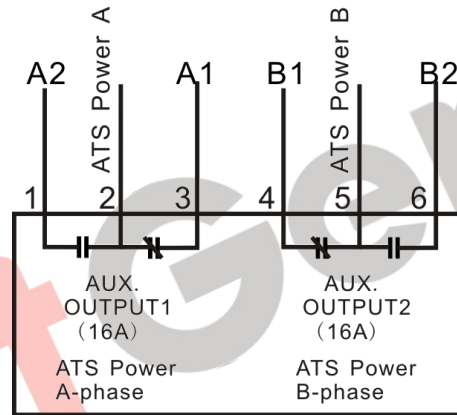 A2
ATS Power A
A1
B1
ATS Power B
B2
1
2
3
4
5
6
AUX.
OUTPUT1
（16A）
ATS Power
A-phase
AUX.
OUTPUT2
（16A）
ATS Power
B-phase